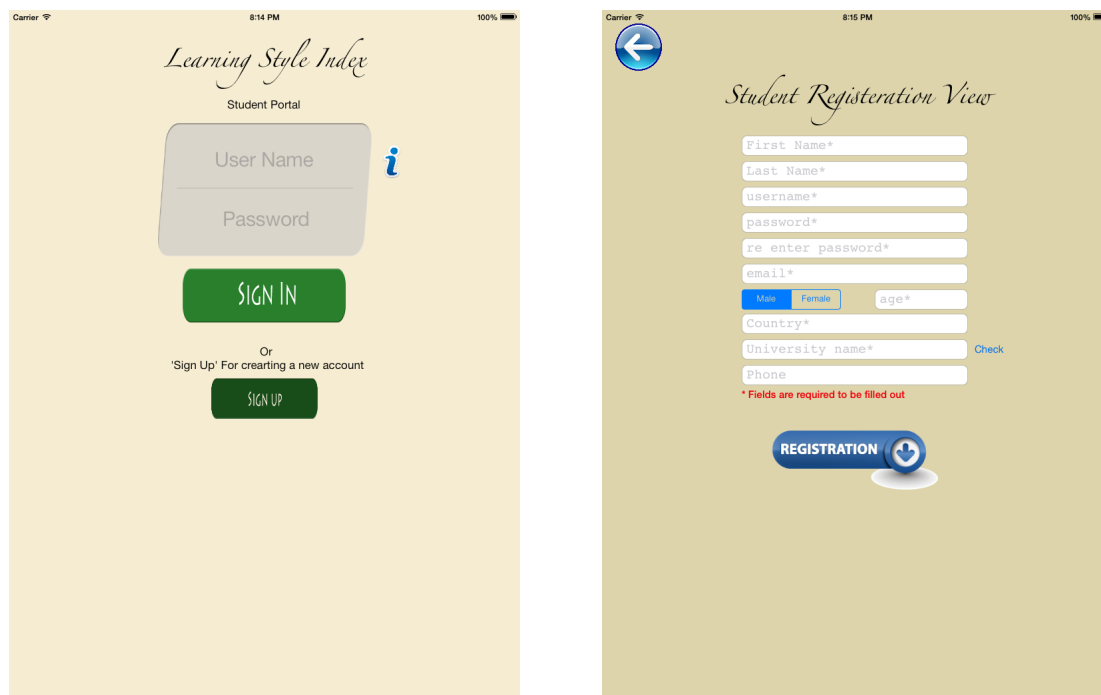 Carrier 8:14 PM 100%
Learning Style Index
Student Portal
User Name
Password
SIGN IN
Or
'Sign Up' For crearting a new account
SIGN UP
Carrier 8:15 PM 100%
Student Registeration View
First Name*
Last Name*
username*
password*
re enter password*
email*
Male Female age*
Country*
University name* Check
Phone
* Fields are required to be filled out
REGISTRATION